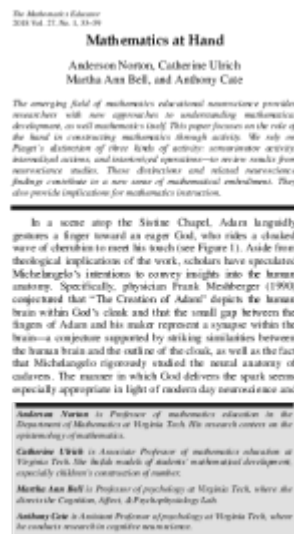 The Mathematics Educator
2018 Vol. 27, No. 1, 33–59
Mathematics at Hand
Anderson Norton, Catherine Ulrich
Martha Ann Bell, and Anthony Cate
The emerging field of mathematics educational neuroscience provides
researchers with new approaches to understanding mathematical
development, as well mathematics itself. This paper focuses on the role of
the hand in constructing mathematics through activity. We rely on
Piaget's distinction of three kinds of activity: sensorimotor activity,
internalized actions, and interiorized operations—to review results from
neuroscience studies. These distinctions and related neuroscience
findings contribute to a new sense of mathematical embodiment. They
also provide implications for mathematics instruction.
In a scene atop the Sistine Chapel, Adam languidly
gestures a finger toward an eager God, who rides a cloaked
wave of cherubim to meet his touch (see Figure 1). Aside from
theological implications of the work, scholars have speculated
Michelangelo's intentions to convey insights into the human
anatomy. Specifically, physician Frank Meshberger (1990)
conjectured that "The Creation of Adam" depicts the human
brain within God's cloak and that the small gap between the
fingers of Adam and his maker represent a synapse within the
brain—a conjecture supported by striking similarities between
the human brain and the outline of the cloak, as well as the fact
that Michelangelo rigorously studied the neural anatomy of
cadavers. The manner in which God delivers the spark seems
especially appropriate in light of modern day neuroscience and
Anderson Norton is Professor of mathematics education in the
Department of Mathematics at Virginia Tech. His research centers on the
epistemology of mathematics.
Catherine Ulrich is Associate Professor of mathematics education at
Virginia Tech. She builds models of students' mathematical development,
especially children's construction of number.
Martha Ann Bell is Professor of psychology at Virginia Tech, where she
directs the Cognition, Affect, & Psychophysiology Lab.
Anthony Cate is Assistant Professor of psychology at Virginia Tech, where
he conducts research in cognitive neuroscience.